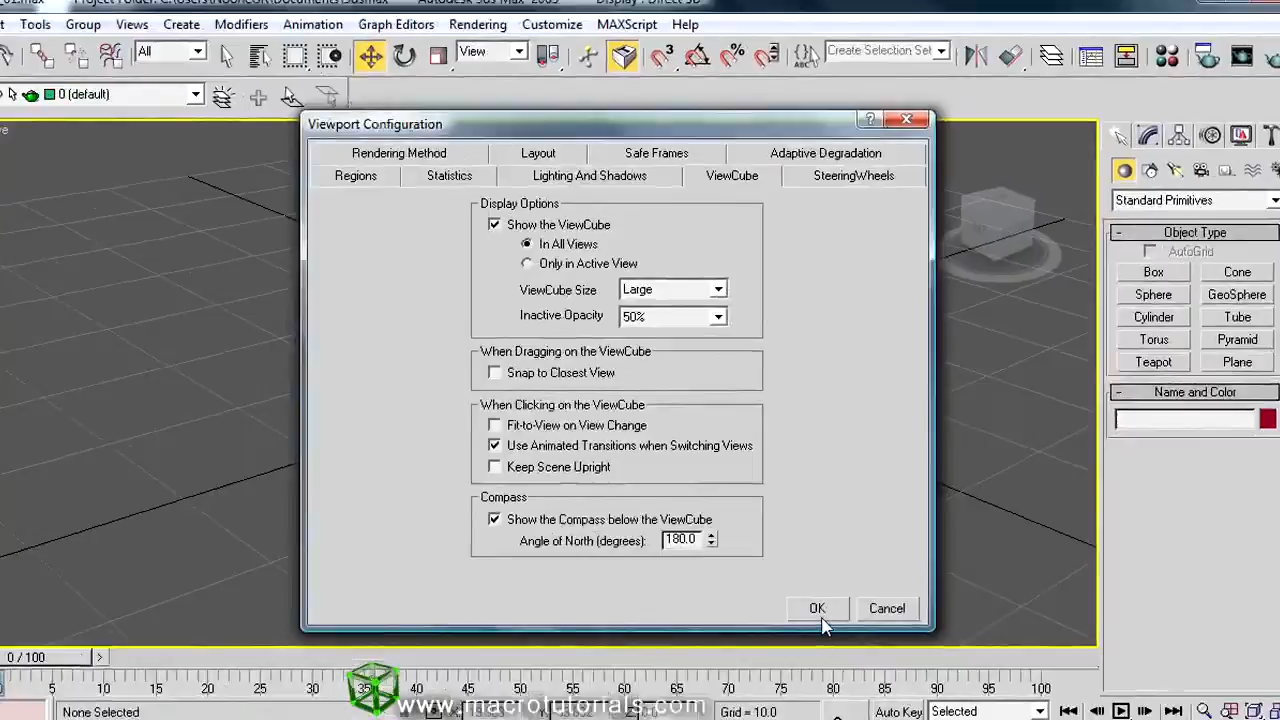 Tools Group Views Create Modifiers Animation Graph Editors Rendering Customize MAXScript Help
All View 3 Create Selection Set
0 (default)
Viewport Configuration
Rendering Method Layout Safe Frames Adaptive Degradation
Regions Statistics Lighting And Shadows ViewCube SteeringWheels
Display Options
Show the ViewCube
In All Views
Only in Active View
ViewCube Size Large
Inactive Opacity 50%
When Dragging on the ViewCube
Snap to Closest View
When Clicking on the ViewCube
Fit-to-View on View Change
Use Animated Transitions when Switching Views
Keep Scene Upright
Compass
Show the Compass below the ViewCube
Angle of North (degrees): 180.0
OK Cancel
Standard Primitives
Object Type
AutoGrid
Box Cone
Sphere GeoSphere
Cylinder Tube
Torus Pyramid
Teapot Plane
Name and Color
0 / 100
5 10 15 20 25 30 35 40 45 50 55 60 65 70 75 80 85 90 95 100
None Selected Grid = 10.0 Auto Key Selected
www.macrotutorials.com